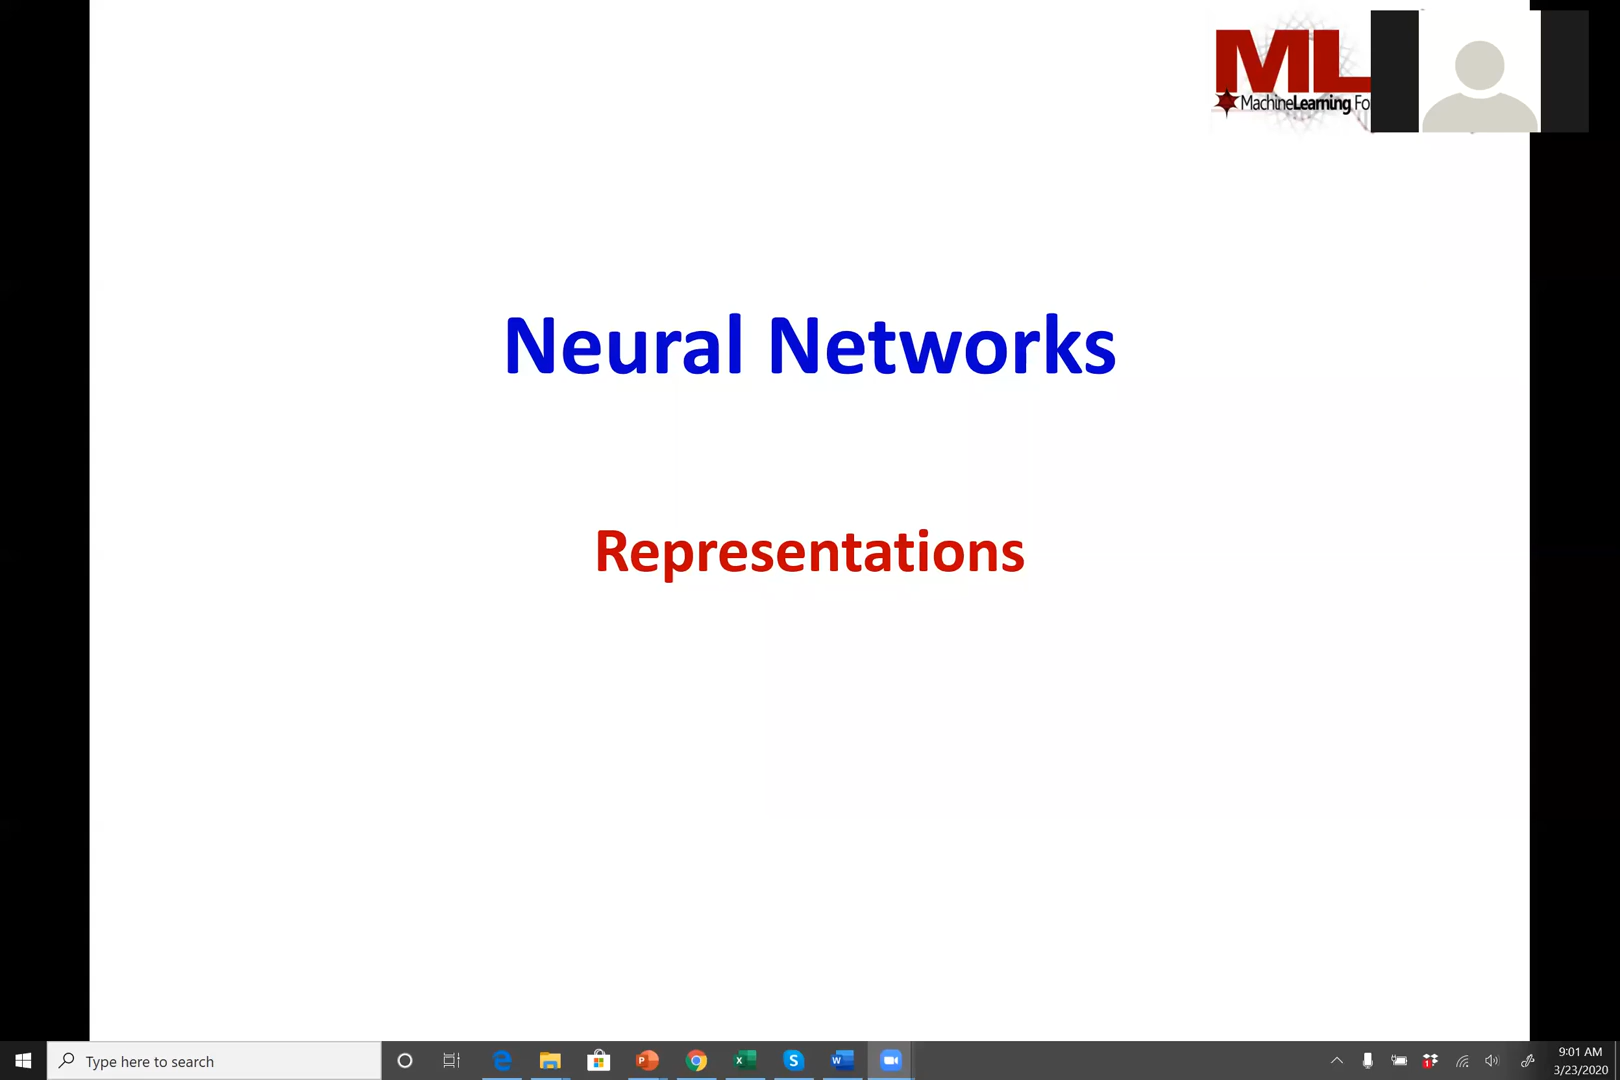 ML
MachineLearning Fo
Neural Networks
Representations
Type here to search
9:01 AM
3/23/2020